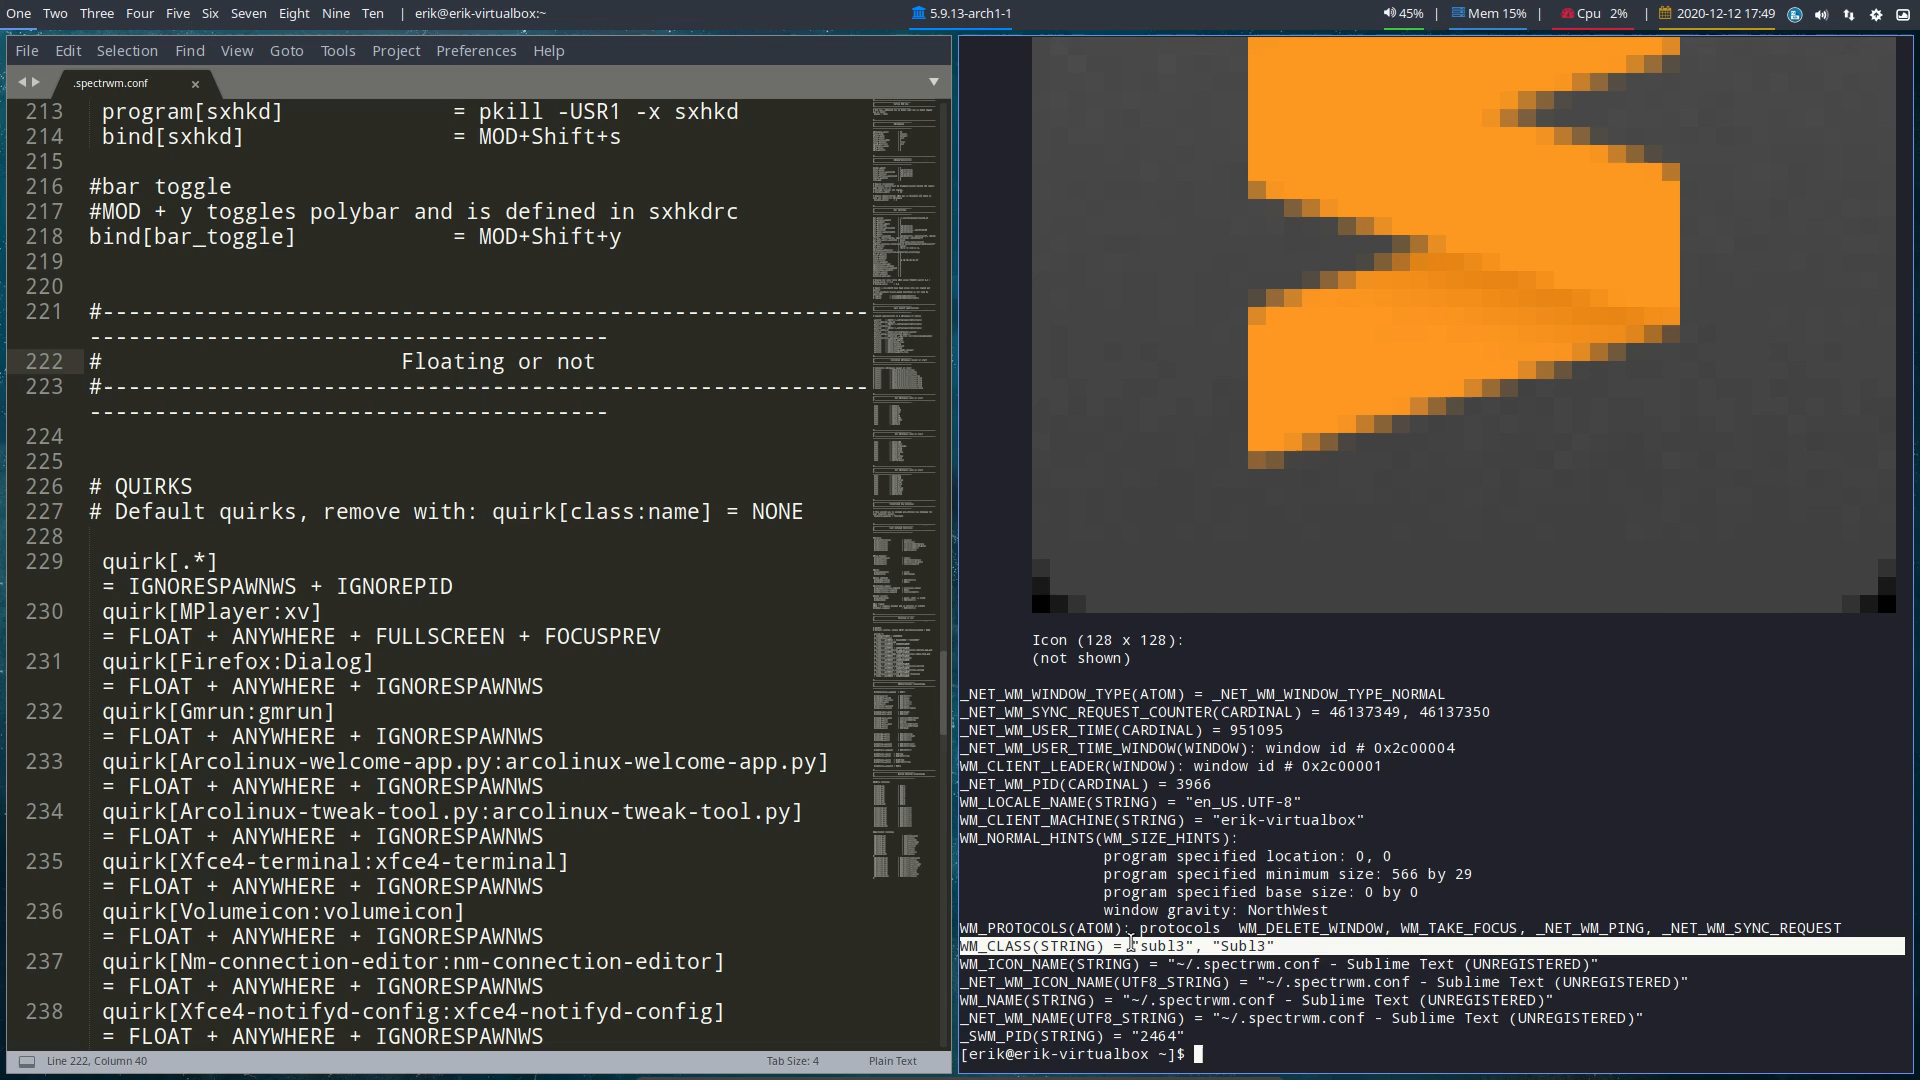 One Two Three Four Five Six Seven Eight Nine Ten | erik@erik-virtualbox:~
5.9.13-arch1-1
45% | Mem 15% | Cpu 2% | 2020-12-12 17:49
File Edit Selection Find View Goto Tools Project Preferences Help
.spectrwm.conf
213 program[sxhkd] = pkill -USR1 -x sxhkd
214 bind[sxhkd] = MOD+Shift+s
215
216 #bar toggle
217 #MOD + y toggles polybar and is defined in sxhkdrc
218 bind[bar_toggle] = MOD+Shift+y
219
220
221 #-----------------------------------------------------------
----------------------------------------
222 # Floating or not
223 #-----------------------------------------------------------
----------------------------------------
224
225
226 # QUIRKS
227 # Default quirks, remove with: quirk[class:name] = NONE
228
229 quirk[.*]
= IGNORESPAWNWS + IGNOREPID
230 quirk[MPlayer:xv]
= FLOAT + ANYWHERE + FULLSCREEN + FOCUSPREV
231 quirk[Firefox:Dialog]
= FLOAT + ANYWHERE + IGNORESPAWNWS
232 quirk[Gmrun:gmrun]
= FLOAT + ANYWHERE + IGNORESPAWNWS
233 quirk[Arcolinux-welcome-app.py:arcolinux-welcome-app.py]
= FLOAT + ANYWHERE + IGNORESPAWNWS
234 quirk[Arcolinux-tweak-tool.py:arcolinux-tweak-tool.py]
= FLOAT + ANYWHERE + IGNORESPAWNWS
235 quirk[Xfce4-terminal:xfce4-terminal]
= FLOAT + ANYWHERE + IGNORESPAWNWS
236 quirk[Volumeicon:volumeicon]
= FLOAT + ANYWHERE + IGNORESPAWNWS
237 quirk[Nm-connection-editor:nm-connection-editor]
= FLOAT + ANYWHERE + IGNORESPAWNWS
238 quirk[Xfce4-notifyd-config:xfce4-notifyd-config]
= FLOAT + ANYWHERE + IGNORESPAWNWS
Line 222, Column 40
Tab Size: 4
Plain Text
Icon (128 x 128):
(not shown)
_NET_WM_WINDOW_TYPE(ATOM) = _NET_WM_WINDOW_TYPE_NORMAL
_NET_WM_SYNC_REQUEST_COUNTER(CARDINAL) = 46137349, 46137350
_NET_WM_USER_TIME(CARDINAL) = 951095
_NET_WM_USER_TIME_WINDOW(WINDOW): window id # 0x2c00004
WM_CLIENT_LEADER(WINDOW): window id # 0x2c00001
_NET_WM_PID(CARDINAL) = 3966
WM_LOCALE_NAME(STRING) = "en_US.UTF-8"
WM_CLIENT_MACHINE(STRING) = "erik-virtualbox"
WM_NORMAL_HINTS(WM_SIZE_HINTS):
program specified location: 0, 0
program specified minimum size: 566 by 29
program specified base size: 0 by 0
window gravity: NorthWest
WM_PROTOCOLS(ATOM): protocols WM_DELETE_WINDOW, WM_TAKE_FOCUS, _NET_WM_PING, _NET_WM_SYNC_REQUEST
WM_CLASS(STRING) = "subl3", "Subl3"
WM_ICON_NAME(STRING) = "~/.spectrwm.conf - Sublime Text (UNREGISTERED)"
_NET_WM_ICON_NAME(UTF8_STRING) = "~/.spectrwm.conf - Sublime Text (UNREGISTERED)"
WM_NAME(STRING) = "~/.spectrwm.conf - Sublime Text (UNREGISTERED)"
_NET_WM_NAME(UTF8_STRING) = "~/.spectrwm.conf - Sublime Text (UNREGISTERED)"
_SWM_PID(STRING) = "2464"
[erik@erik-virtualbox ~]$